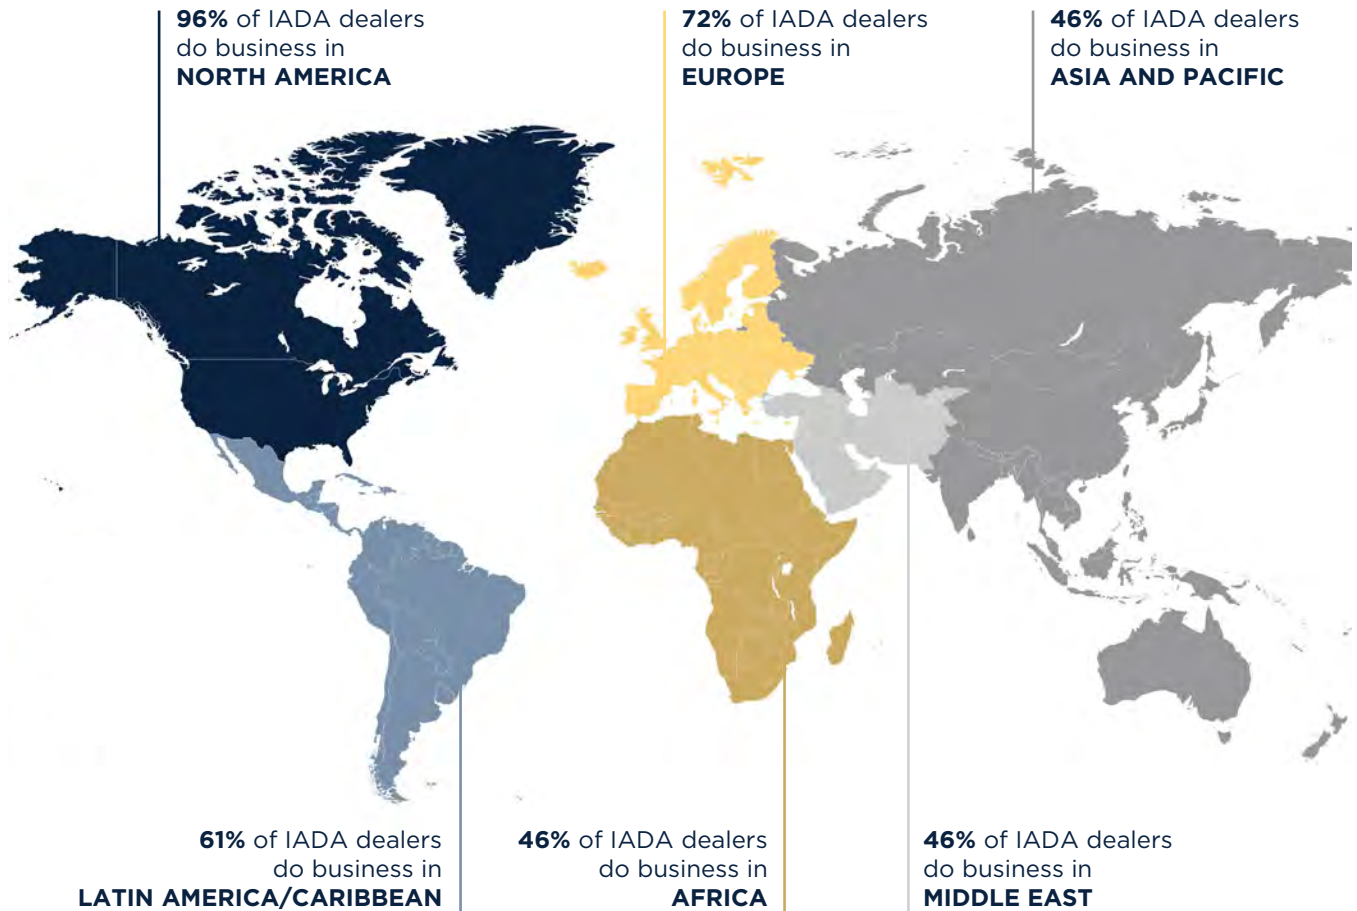 96% of IADA dealers
do business in
NORTH AMERICA
72% of IADA dealers
do business in
EUROPE
46% of IADA dealers
do business in
ASIA AND PACIFIC
61% of IADA dealers
do business in
LATIN AMERICA/CARIBBEAN
46% of IADA dealers
do business in
AFRICA
46% of IADA dealers
do business in
MIDDLE EAST